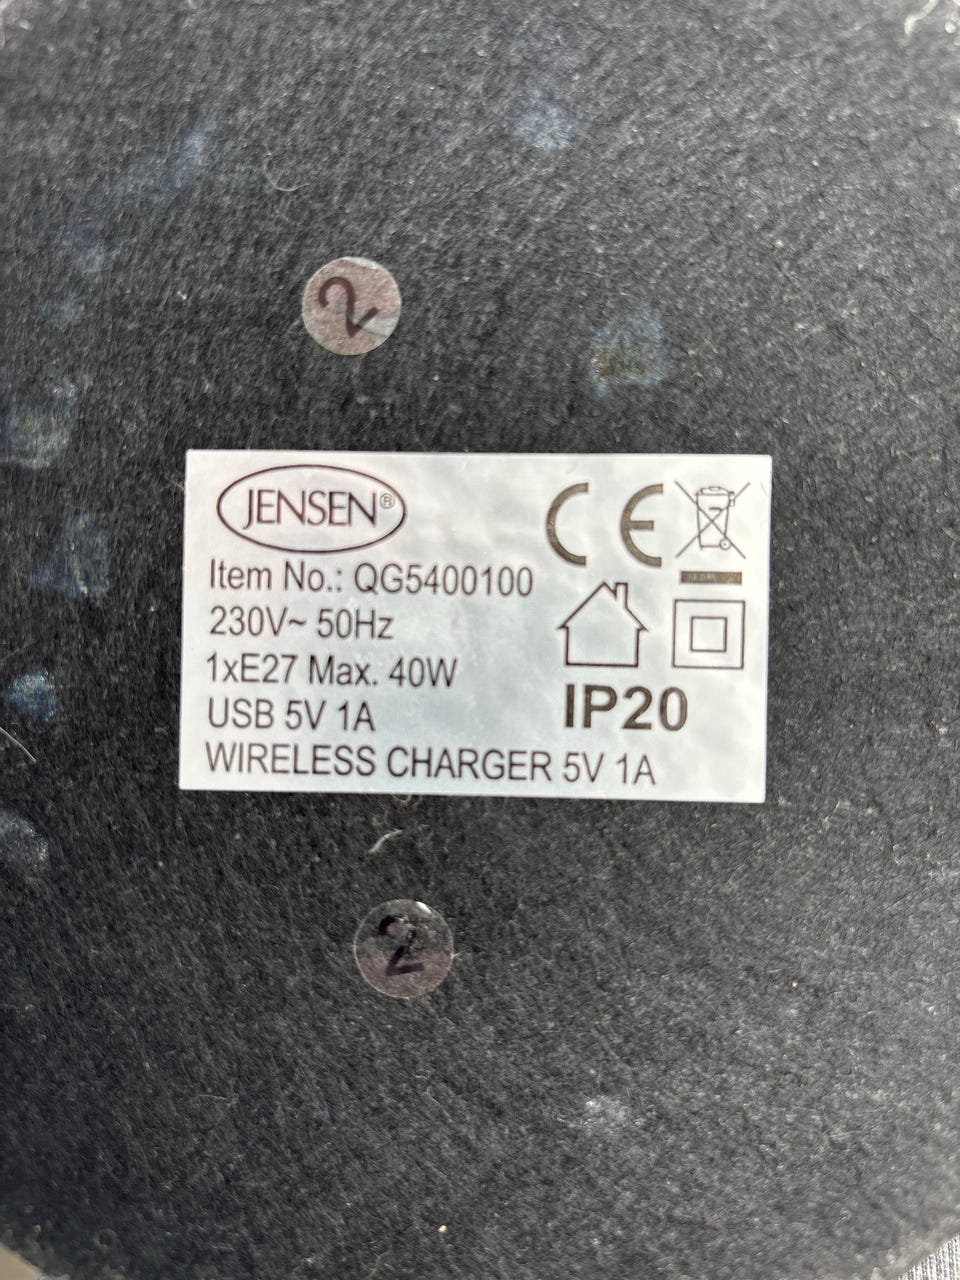 2
JENSEN®
CE
Item No.: QG5400100
230V~ 50Hz
1xE27 Max. 40W
USB 5V 1A
IP20
WIRELESS CHARGER 5V 1A
2